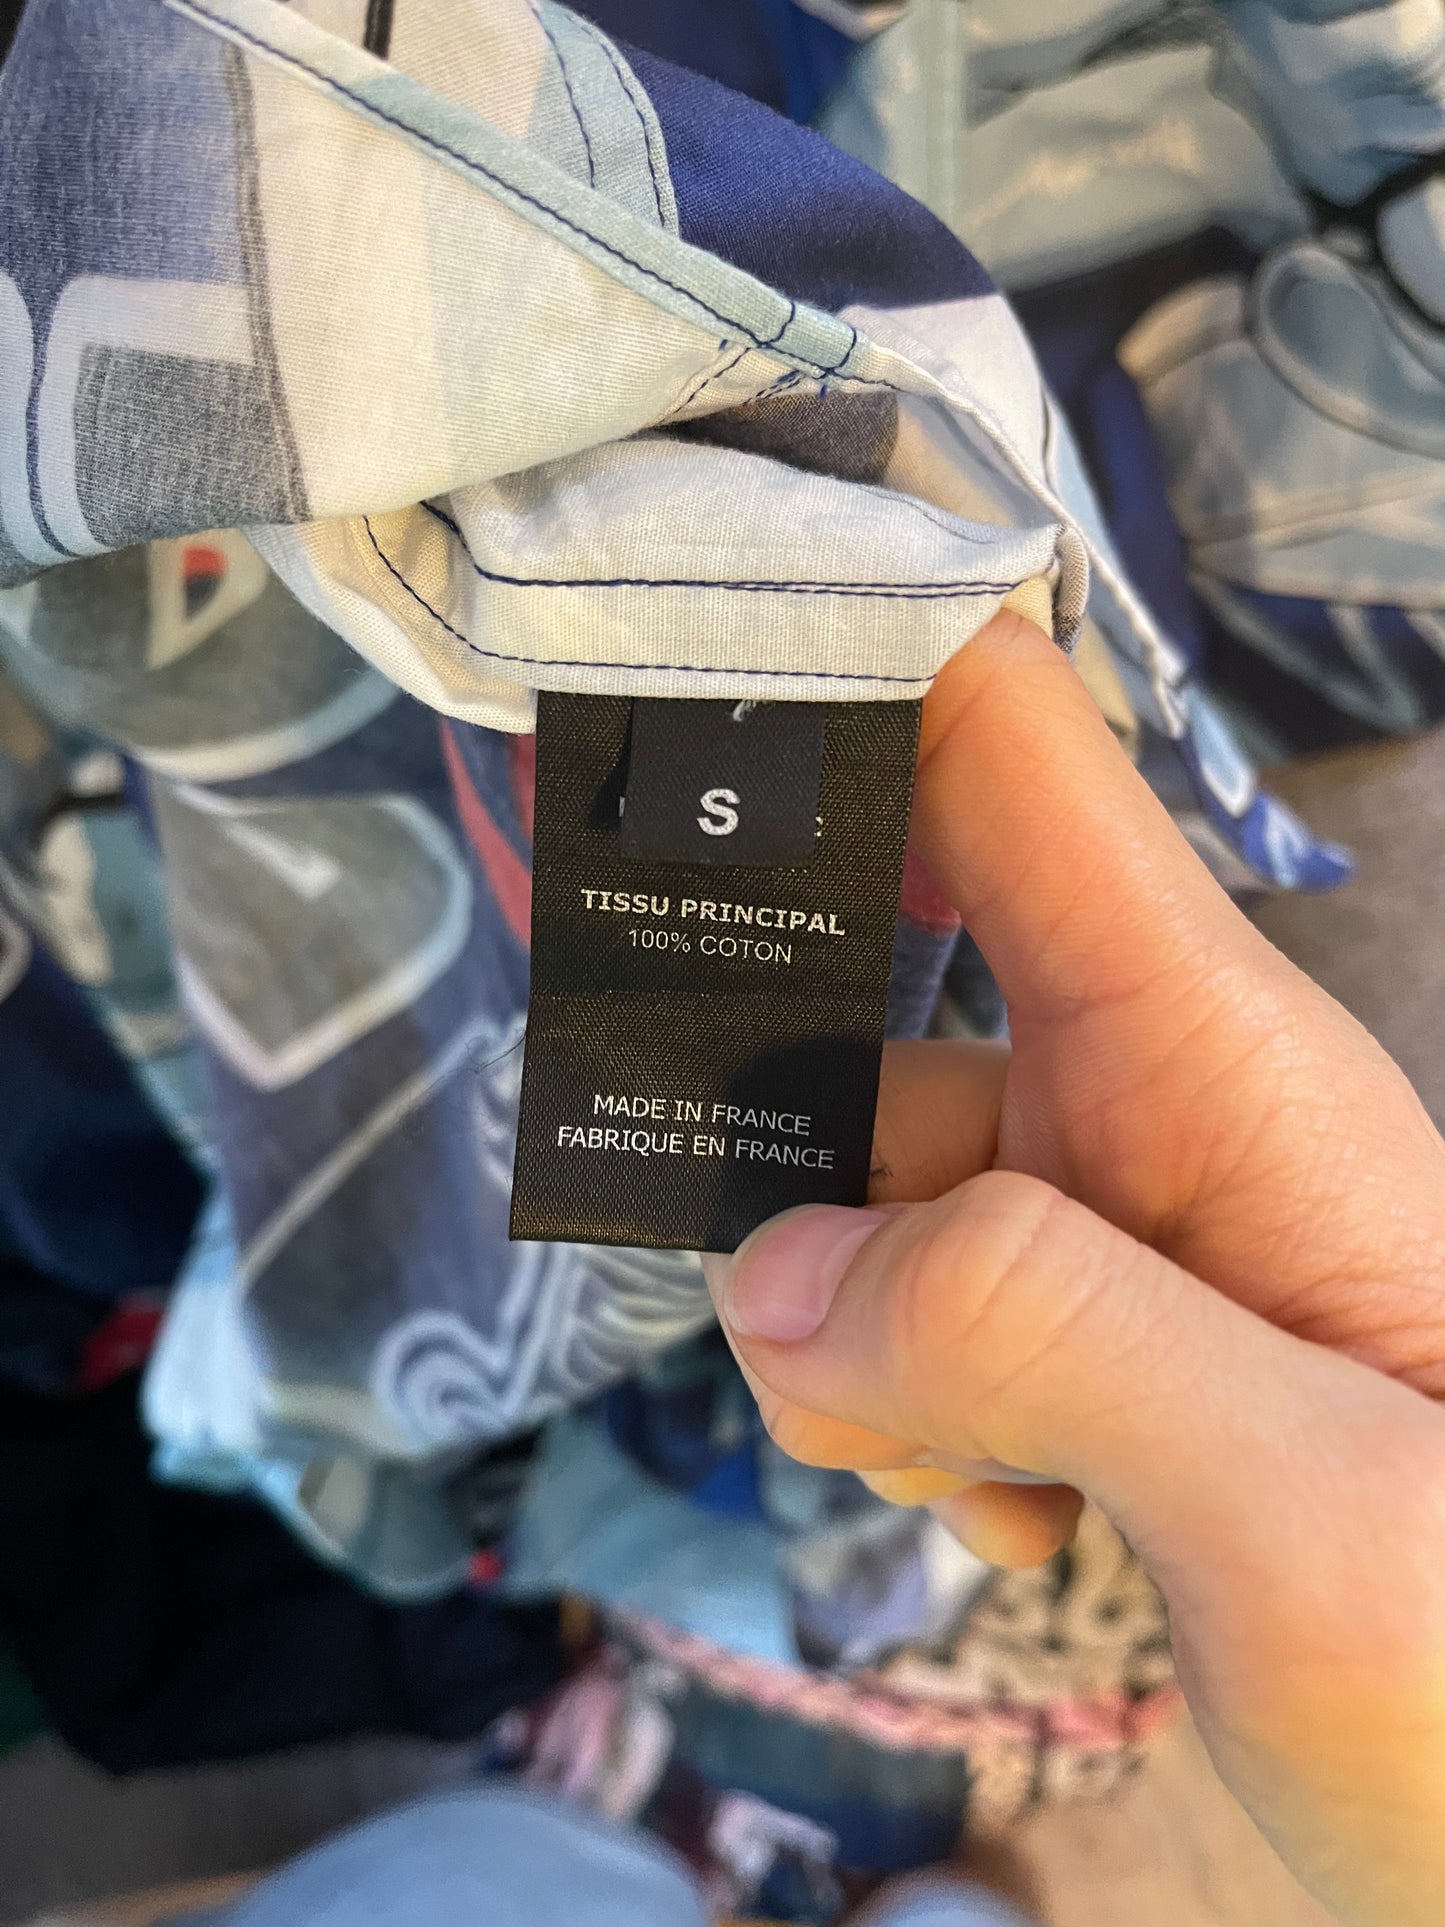 S
TISSU PRINCIPAL
100% COTON
MADE IN FRANCE
FABRIQUE EN FRANCE